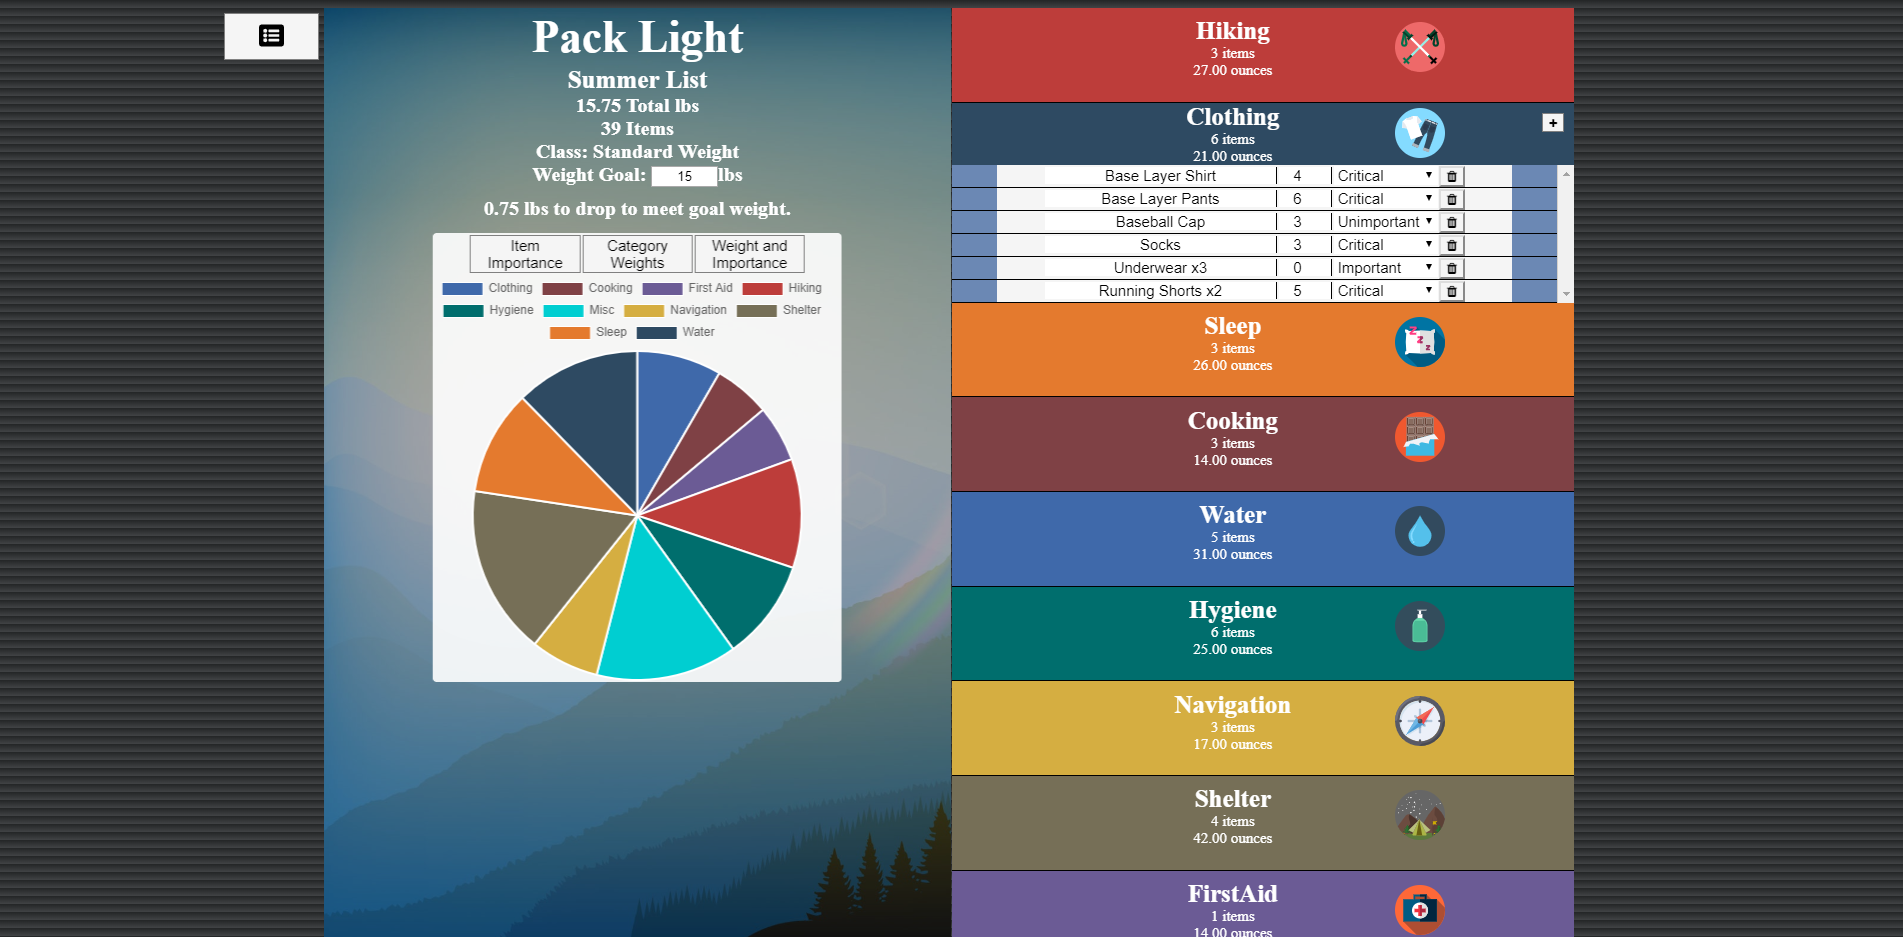 Pack Light
Summer List
15.75 Total lbs
39 Items
Class: Standard Weight
Weight Goal: 15 lbs
0.75 lbs to drop to meet goal weight.
Item Importance
Category Weights
Weight and Importance
Clothing Cooking First Aid Hiking
Hygiene Misc Navigation Shelter
Sleep Water
Hiking
3 items
27.00 ounces
Clothing
+
6 items
21.00 ounces
Base Layer Shirt 4 Critical
Base Layer Pants 6 Critical
Baseball Cap 3 Unimportant
Socks 3 Critical
Underwear x3 0 Important
Running Shorts x2 5 Critical
Sleep
3 items
26.00 ounces
Cooking
3 items
14.00 ounces
Water
5 items
31.00 ounces
Hygiene
6 items
25.00 ounces
Navigation
3 items
17.00 ounces
Shelter
4 items
42.00 ounces
FirstAid
1 items
14.00 ounces